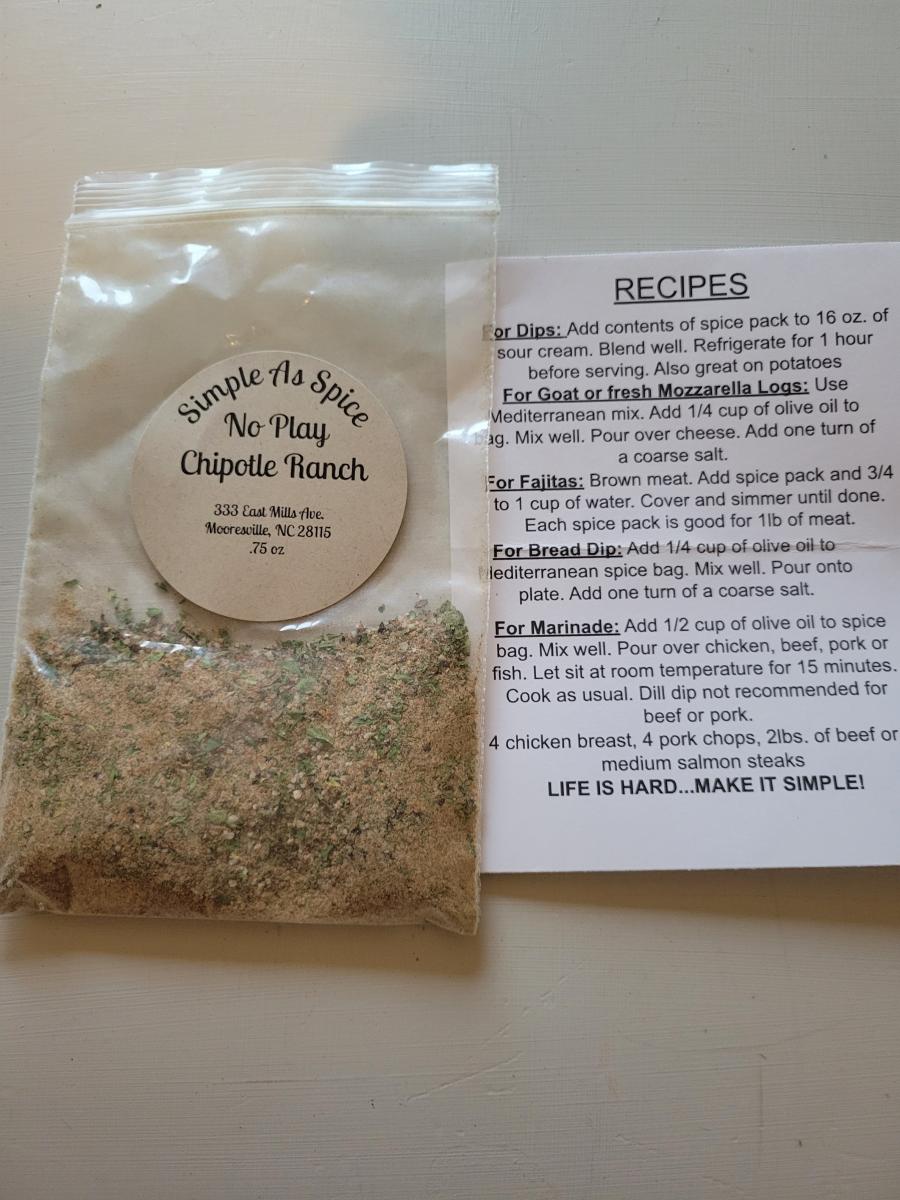 Simple As Spice
No Play
Chipotle Ranch
333 East Mills Ave.
Mooresville, NC 28115
.75 oz
RECIPES
For Dips: Add contents of spice pack to 16 oz. of
sour cream. Blend well. Refrigerate for 1 hour
before serving. Also great on potatoes
For Goat or fresh Mozzarella Logs: Use
Mediterranean mix. Add 1/4 cup of olive oil to
bag. Mix well. Pour over cheese. Add one turn of
a coarse salt.
For Fajitas: Brown meat. Add spice pack and 3/4
to 1 cup of water. Cover and simmer until done.
Each spice pack is good for 1lb of meat.
For Bread Dip: Add 1/4 cup of olive oil to
Mediterranean spice bag. Mix well. Pour onto
plate. Add one turn of a coarse salt.
For Marinade: Add 1/2 cup of olive oil to spice
bag. Mix well. Pour over chicken, beef, pork or
fish. Let sit at room temperature for 15 minutes.
Cook as usual. Dill dip not recommended for
beef or pork.
4 chicken breast, 4 pork chops, 2lbs. of beef or
medium salmon steaks
LIFE IS HARD...MAKE IT SIMPLE!